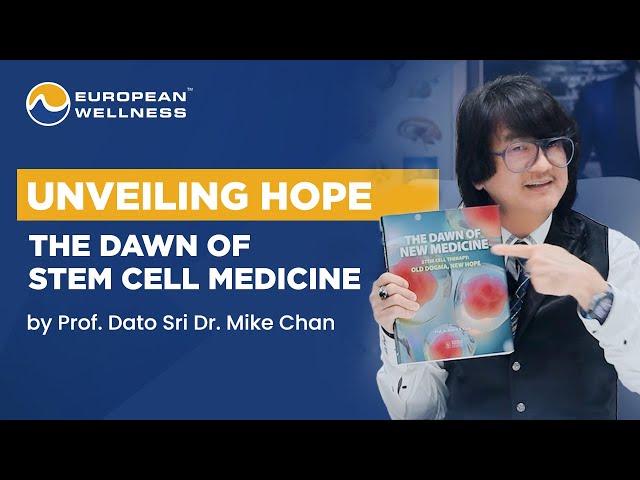 EUROPEAN™
WELLNESS
UNVEILING HOPE
THE DAWN OF
STEM CELL MEDICINE
by Prof. Dato Sri Dr. Mike Chan
THE DAWN OF
NEW MEDICINE
STEM CELL THERAPY:
OLD DOGMA, NEW HOPE